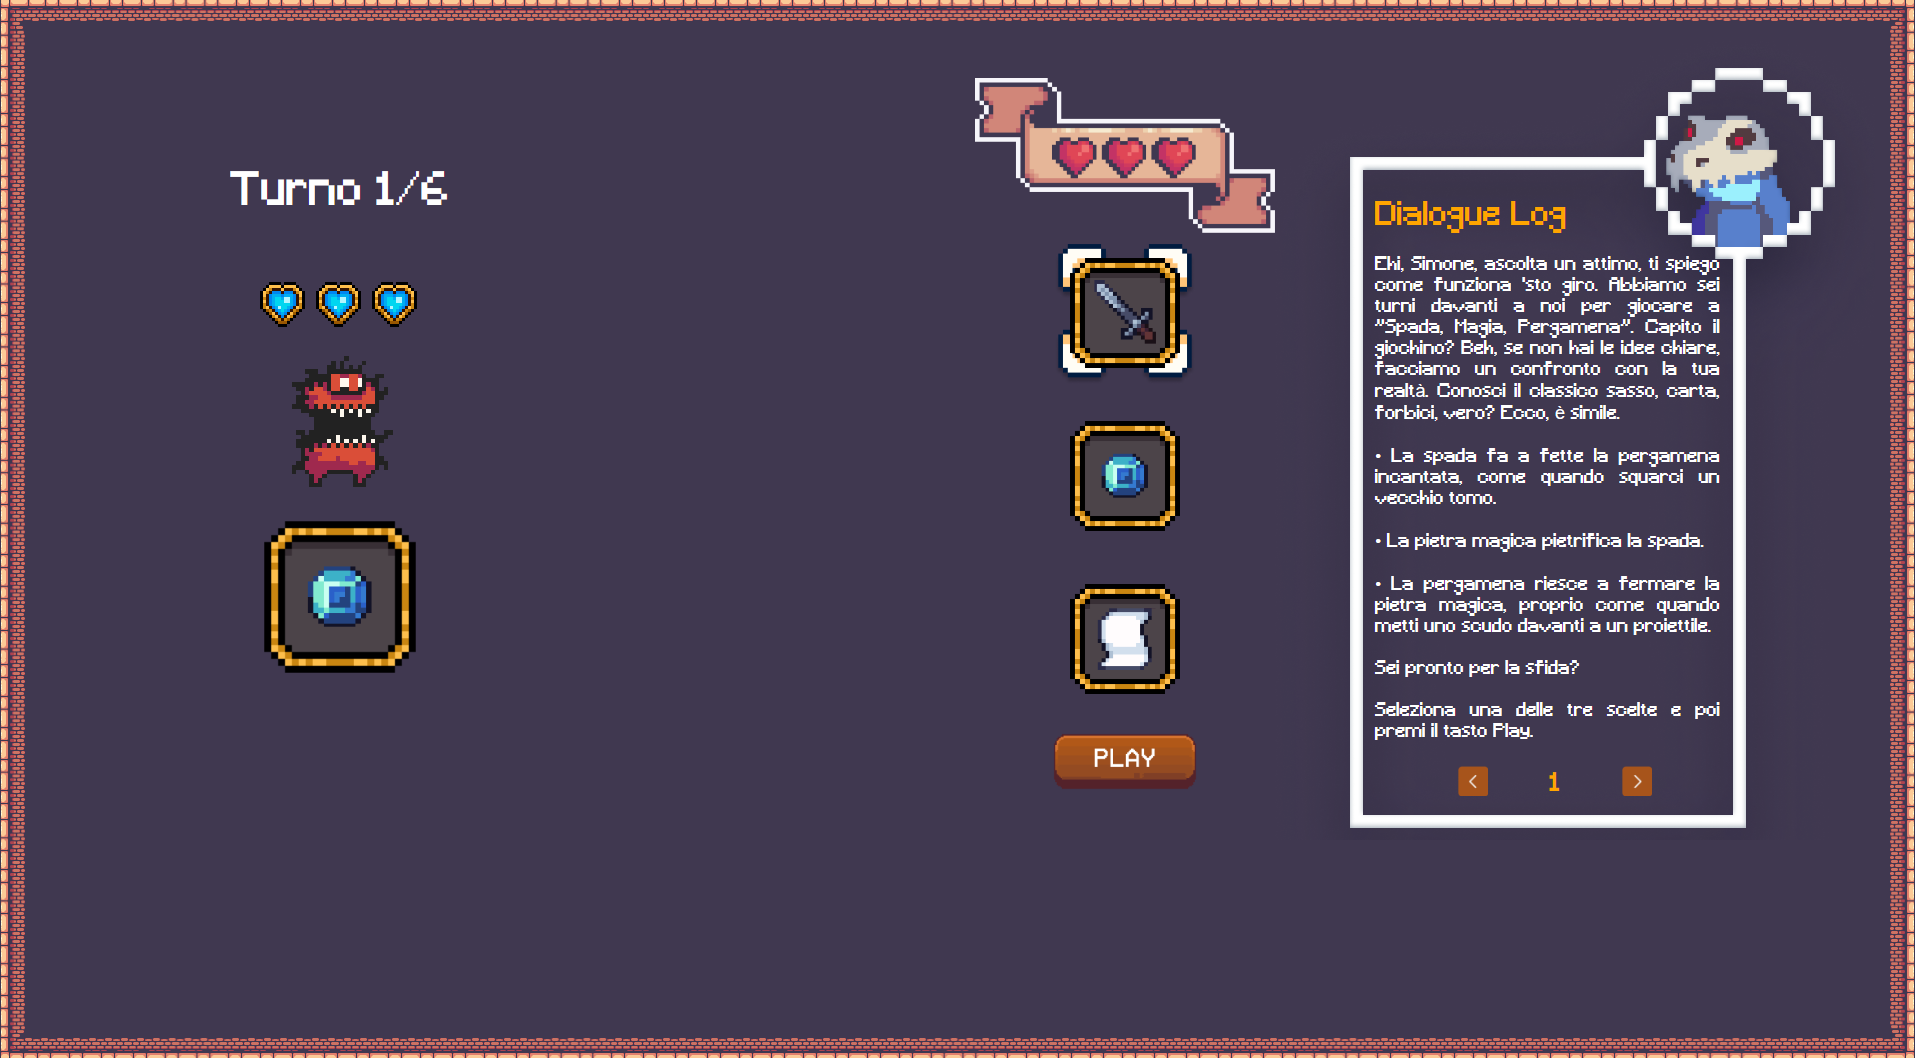 Turno 1/6
Dialogue Log
Ehi, Simone, ascolta un attimo, ti spiego
come funziona 'sto giro. Abbiamo sei
turni davanti a noi per giocare a
"Spada, Magia, Pergamena". Capito il
giochino? Beh, se non hai le idee chiare,
facciamo un confronto con la tua
realtà. Conosci il classico sasso, carta,
forbici, vero? Ecco, è simile.
• La spada fa a fette la pergamena
incantata, come quando squarci un
vecchio tomo.
• La pietra magica pietrifica la spada.
• La pergamena riesce a fermare la
pietra magica, proprio come quando
metti uno scudo davanti a un proiettile.
Sei pronto per la sfida?
Seleziona una delle tre scelte e poi
premi il tasto Play.
PLAY
< 1 >